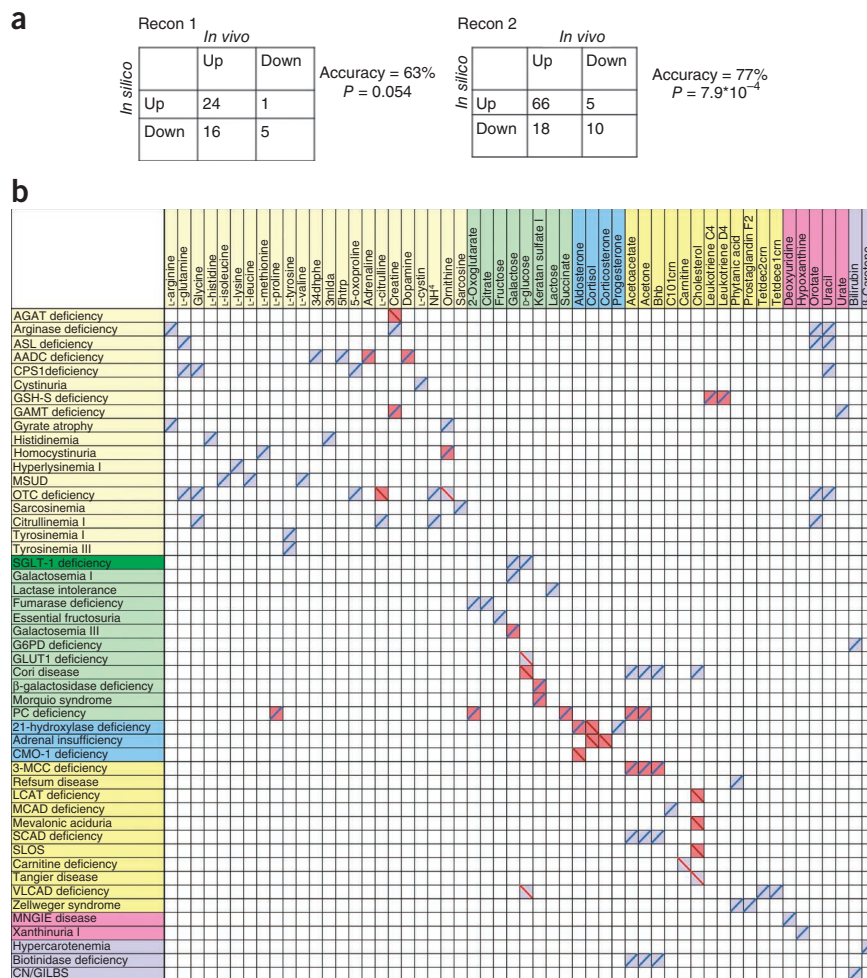 a
Recon 1
In vivo
In silico
Up Down
Up 24 1
Down 16 5
Accuracy = 63%
P = 0.054
Recon 2
In vivo
In silico
Up Down
Up 66 5
Down 18 10
Accuracy = 77%
P = 7.9*10⁻⁴
b
L-arginine
L-glutamine
Glycine
L-histidine
L-isoleucine
L-lysine
L-leucine
L-methionine
L-proline
L-tyrosine
L-valine
34dhphe
3mlda
5htrp
5-oxoproline
Adrenaline
L-citrulline
Creatine
Dopamine
L-cystin
NH⁴
Ornithine
Sarcosine
2-Oxoglutarate
Citrate
Fructose
Galactose
D-glucose
Keratan sulfate I
Lactose
Succinate
Aldosterone
Cortisol
Corticosterone
Progesterone
Acetoacetate
Acetone
Bhb
C101crn
Carnitine
Cholesterol
Leukotriene C4
Leukotriene D4
Phytanic acid
Prostaglandin F2
Tetdec2crn
Tetdece1crn
Deoxyuridine
Hypoxanthine
Orotate
Uracil
Urate
Bilirubin
AGAT deficiency
Arginase deficiency
ASL deficiency
AADC deficiency
CPS1deficiency
Cystinuria
GSH-S deficiency
GAMT deficiency
Gyrate atrophy
Histidinemia
Homocystinuria
Hyperlysinemia I
MSUD
OTC deficiency
Sarcosinemia
Citrullinemia I
Tyrosinemia I
Tyrosinemia III
SGLT-1 deficiency
Galactosemia I
Lactase intolerance
Fumarase deficiency
Essential fructosuria
Galactosemia III
G6PD deficiency
GLUT1 deficiency
Cori disease
β-galactosidase deficiency
Morquio syndrome
PC deficiency
21-hydroxylase deficiency
Adrenal insufficiency
CMO-1 deficiency
3-MCC deficiency
Refsum disease
LCAT deficiency
MCAD deficiency
Mevalonic aciduria
SCAD deficiency
SLOS
Carnitine deficiency
Tangier disease
VLCAD deficiency
Zellweger syndrome
MNGIE disease
Xanthinuria I
Hypercarotenemia
Biotinidase deficiency
CN/GILBS